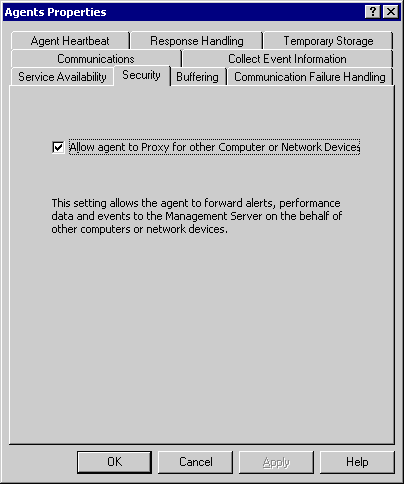 Agents Properties
Agent Heartbeat Response Handling Temporary Storage
Communications Collect Event Information
Service Availability Security Buffering Communication Failure Handling
Allow agent to Proxy for other Computer or Network Devices
This setting allows the agent to forward alerts, performance
data and events to the Management Server on the behalf of
other computers or network devices.
OK Cancel Apply Help